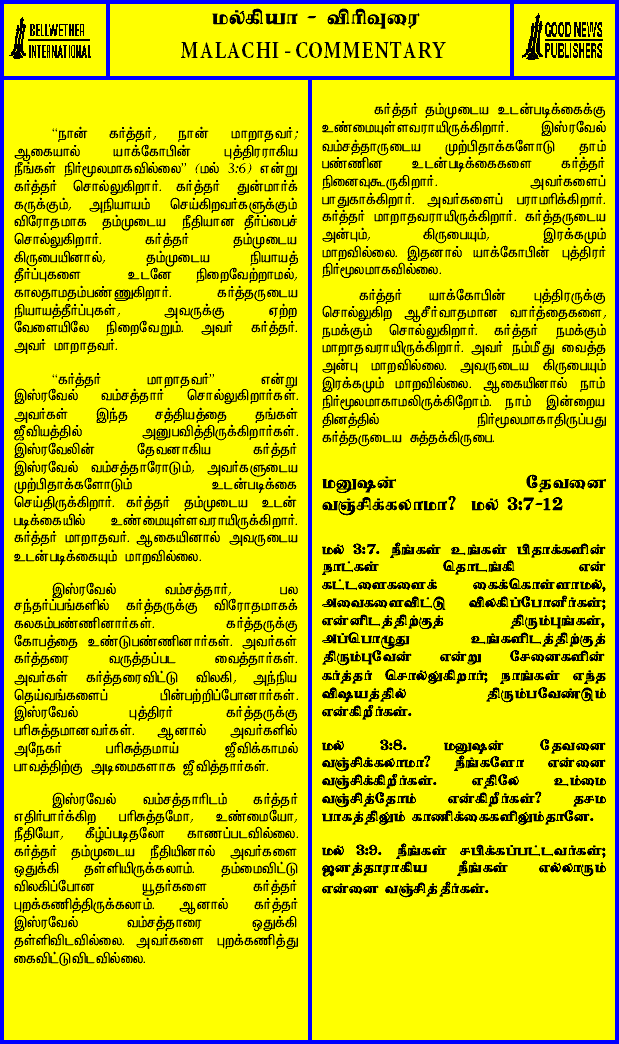 BELLWETHER
INTERNATIONAL
மல்கியா - விரிவுரை
MALACHI - COMMENTARY
GOOD NEWS
PUBLISHERS
“நான் கர்த்தர், நான் மாறாதவர்;
ஆகையால் யாக்கோபின் புத்திரராகிய
நீங்கள் நிர்மூலமாகவில்லை” (மல் 3:6) என்று
கர்த்தர் சொல்லுகிறார். கர்த்தர் துன்மார்க்
கருக்கும், அநியாயம் செய்கிறவர்களுக்கும்
விரோதமாக தம்முடைய நீதியான தீர்ப்பைச்
சொல்லுகிறார். கர்த்தர் தம்முடைய
கிருபையினால், தம்முடைய நியாயத்
தீர்ப்புகளை உடனே நிறைவேற்றாமல்,
காலதாமதம்பண்ணுகிறார். கர்த்தருடைய
நியாயத்தீர்ப்புகள், அவருக்கு ஏற்ற
வேளையிலே நிறைவேறும். அவர் கர்த்தர்.
அவர் மாறாதவர்.
“கர்த்தர் மாறாதவர்” என்று
இஸ்ரவேல் வம்சத்தார் சொல்லுகிறார்கள்.
அவர்கள் இந்த சத்தியத்தை தங்கள்
ஜீவியத்தில் அனுபவித்திருக்கிறார்கள்.
இஸ்ரவேலின் தேவனாகிய கர்த்தர்
இஸ்ரவேல் வம்சத்தாரோடும், அவர்களுடைய
முற்பிதாக்களோடும் உடன்படிக்கை
செய்திருக்கிறார். கர்த்தர் தம்முடைய உடன்
படிக்கையில் உண்மையுள்ளவராயிருக்கிறார்.
கர்த்தர் மாறாதவர். ஆகையினால் அவருடைய
உடன்படிக்கையும் மாறவில்லை.
இஸ்ரவேல் வம்சத்தார், பல
சந்தர்ப்பங்களில் கர்த்தருக்கு விரோதமாகக்
கலகம்பண்ணினார்கள். கர்த்தருக்கு
கோபத்தை உண்டுபண்ணினார்கள். அவர்கள்
கர்த்தரை வருத்தப்பட வைத்தார்கள்.
அவர்கள் கர்த்தரைவிட்டு விலகி, அந்நிய
தெய்வங்களைப் பின்பற்றிப்போனார்கள்.
இஸ்ரவேல் புத்திரர் கர்த்தருக்கு
பரிசுத்தமானவர்கள். ஆனால் அவர்களில்
அநேகர் பரிசுத்தமாய் ஜீவிக்காமல்
பாவத்திற்கு அடிமைகளாக ஜீவித்தார்கள்.
இஸ்ரவேல் வம்சத்தாரிடம் கர்த்தர்
எதிர்பார்க்கிற பரிசுத்தமோ, உண்மையோ,
நீதியோ, கீழ்ப்படிதலோ காணப்படவில்லை.
கர்த்தர் தம்முடைய நீதியினால் அவர்களை
ஒதுக்கி தள்ளியிருக்கலாம். தம்மைவிட்டு
விலகிப்போன யூதர்களை கர்த்தர்
புறக்கணித்திருக்கலாம். ஆனால் கர்த்தர்
இஸ்ரவேல் வம்சத்தாரை ஒதுக்கி
தள்ளிவிடவில்லை. அவர்களை புறக்கணித்து
கைவிட்டுவிடவில்லை.
கர்த்தர் தம்முடைய உடன்படிக்கைக்கு
உண்மையுள்ளவராயிருக்கிறார். இஸ்ரவேல்
வம்சத்தாருடைய முற்பிதாக்களோடு தாம்
பண்ணின உடன்படிக்கைகளை கர்த்தர்
நினைவுகூருகிறார். அவர்களைப்
பாதுகாக்கிறார். அவர்களைப் பராமரிக்கிறார்.
கர்த்தர் மாறாதவராயிருக்கிறார். கர்த்தருடைய
அன்பும், கிருபையும், இரக்கமும்
மாறவில்லை. இதனால் யாக்கோபின் புத்திரர்
நிர்மூலமாகவில்லை.
கர்த்தர் யாக்கோபின் புத்திரருக்கு
சொல்லுகிற ஆசீர்வாதமான வார்த்தைகளை,
நமக்கும் சொல்லுகிறார். கர்த்தர் நமக்கும்
மாறாதவராயிருக்கிறார். அவர் நம்மீது வைத்த
அன்பு மாறவில்லை. அவருடைய கிருபையும்
இரக்கமும் மாறவில்லை. ஆகையினால் நாம்
நிர்மூலமாகாமலிருக்கிறோம். நாம் இன்றைய
தினத்தில் நிர்மூலமாகாதிருப்பது
கர்த்தருடைய சுத்தக்கிருபை.
மனுஷன் தேவனை
வஞ்சிக்கலாமா? மல் 3:7-12
மல் 3:7. நீங்கள் உங்கள் பிதாக்களின்
நாட்கள் தொடங்கி என்
கட்டளைகளைக் கைக்கொள்ளாமல்,
அவைகளைவிட்டு விலகிப்போனீர்கள்;
என்னிடத்திற்குத் திரும்புங்கள்,
அப்பொழுது உங்களிடத்திற்குத்
திரும்புவேன் என்று சேனைகளின்
கர்த்தர் சொல்லுகிறார்; நாங்கள் எந்த
விஷயத்தில் திரும்பவேண்டும்
என்கிறீர்கள்.
மல் 3:8. மனுஷன் தேவனை
வஞ்சிக்கலாமா? நீங்களோ என்னை
வஞ்சிக்கிறீர்கள். எதிலே உம்மை
வஞ்சித்தோம் என்கிறீர்கள்? தசம
பாகத்திலும் காணிக்கைகளிலும்தானே.
மல் 3:9. நீங்கள் சபிக்கப்பட்டவர்கள்;
ஜனத்தாராகிய நீங்கள் எல்லாரும்
என்னை வஞ்சித்தீர்கள்.